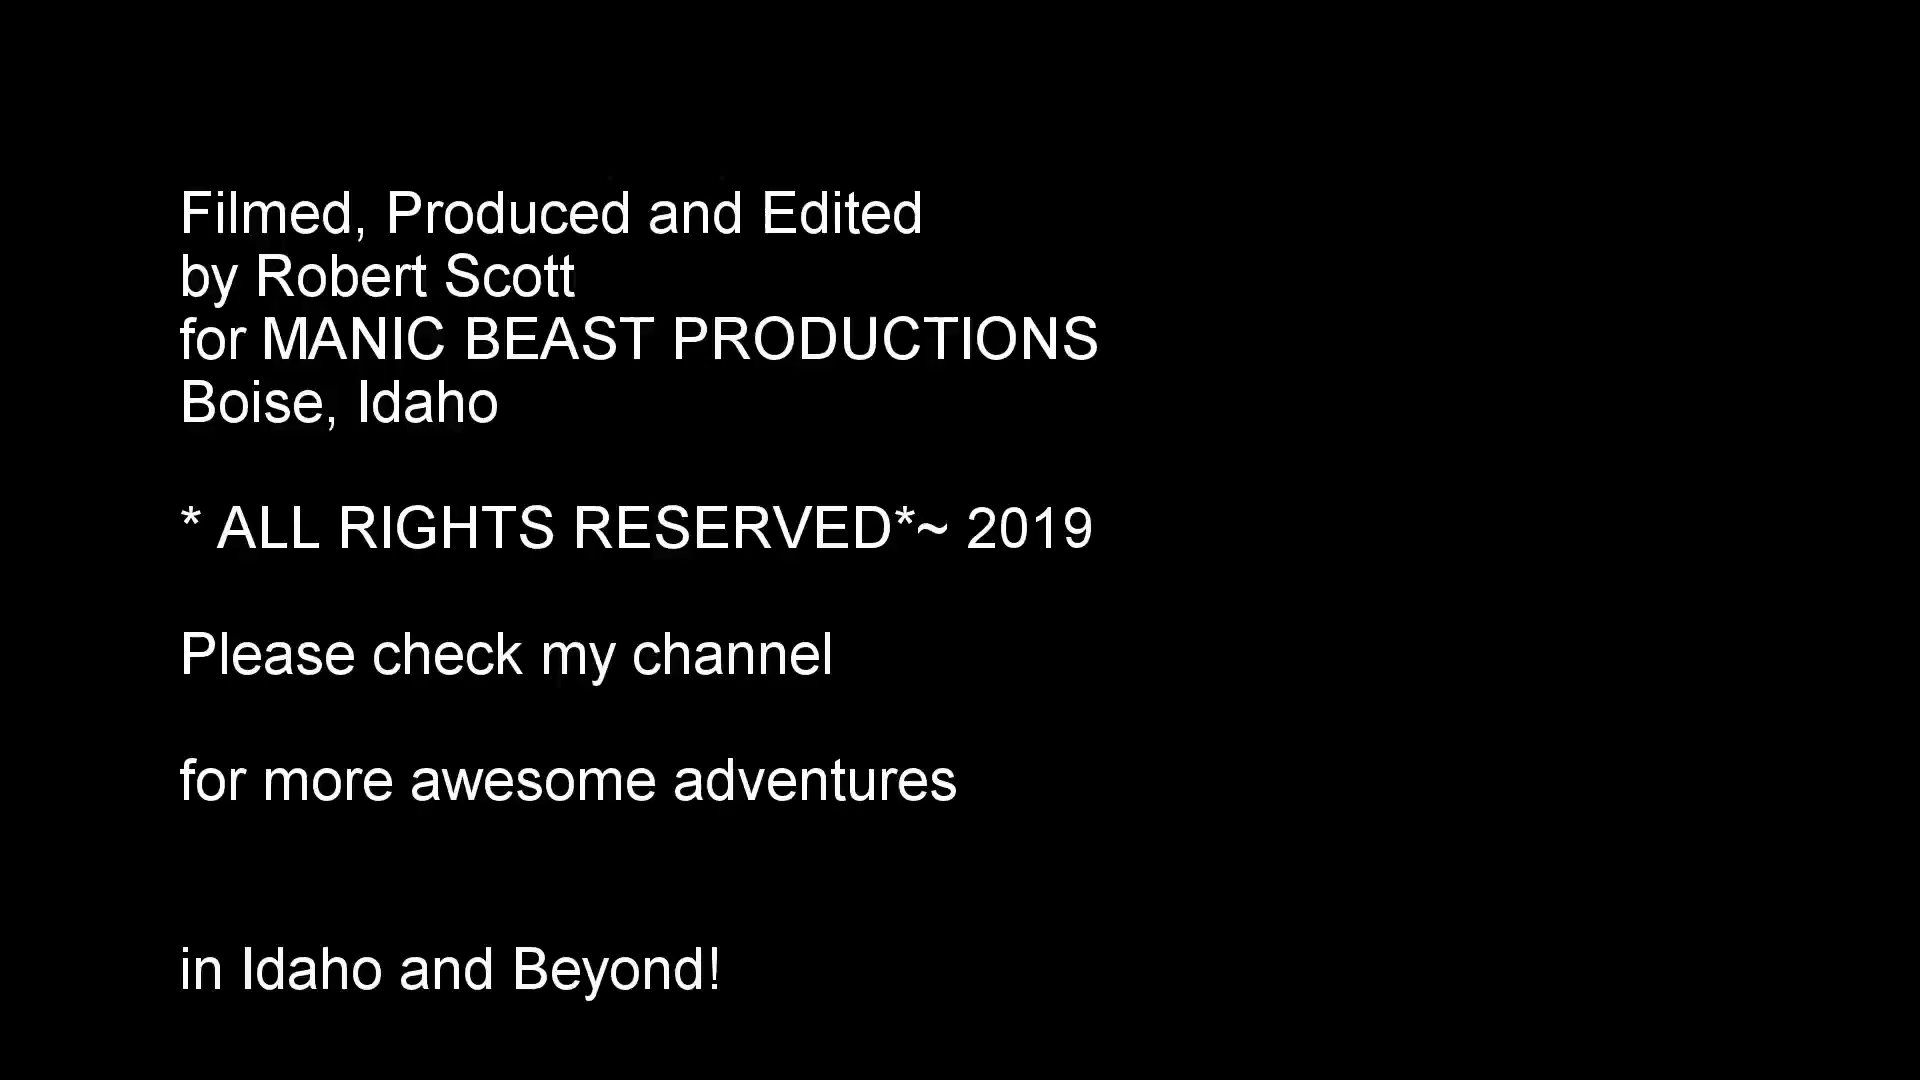 Filmed, Produced and Edited
by Robert Scott
for MANIC BEAST PRODUCTIONS
Boise, Idaho
* ALL RIGHTS RESERVED*~ 2019
Please check my channel
for more awesome adventures
in Idaho and Beyond!